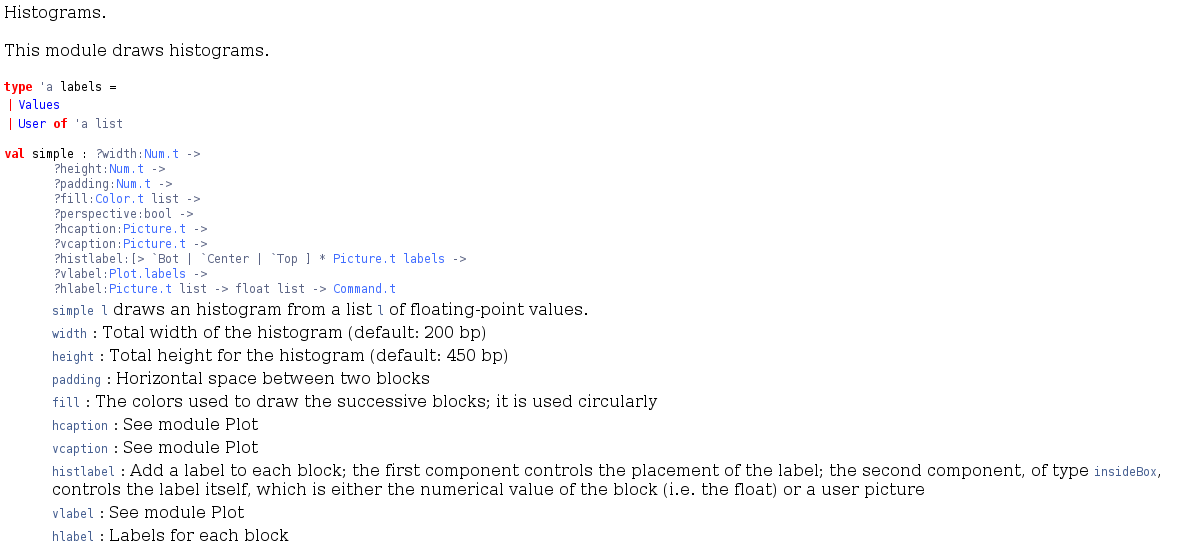 Histograms.
This module draws histograms.
type 'a labels =
| Values
| User of 'a list
val simple : ?width:Num.t ->
?height:Num.t ->
?padding:Num.t ->
?fill:Color.t list ->
?perspective:bool ->
?hcaption:Picture.t ->
?vcaption:Picture.t ->
?histlabel:[> `Bot | `Center | `Top ] * Picture.t labels ->
?vlabel:Plot.labels ->
?hlabel:Picture.t list -> float list -> Command.t
simple l draws an histogram from a list l of floating-point values.
width : Total width of the histogram (default: 200 bp)
height : Total height for the histogram (default: 450 bp)
padding : Horizontal space between two blocks
fill : The colors used to draw the successive blocks; it is used circularly
hcaption : See module Plot
vcaption : See module Plot
histlabel : Add a label to each block; the first component controls the placement of the label; the second component, of type insideBox,
controls the label itself, which is either the numerical value of the block (i.e. the float) or a user picture
vlabel : See module Plot
hlabel : Labels for each block